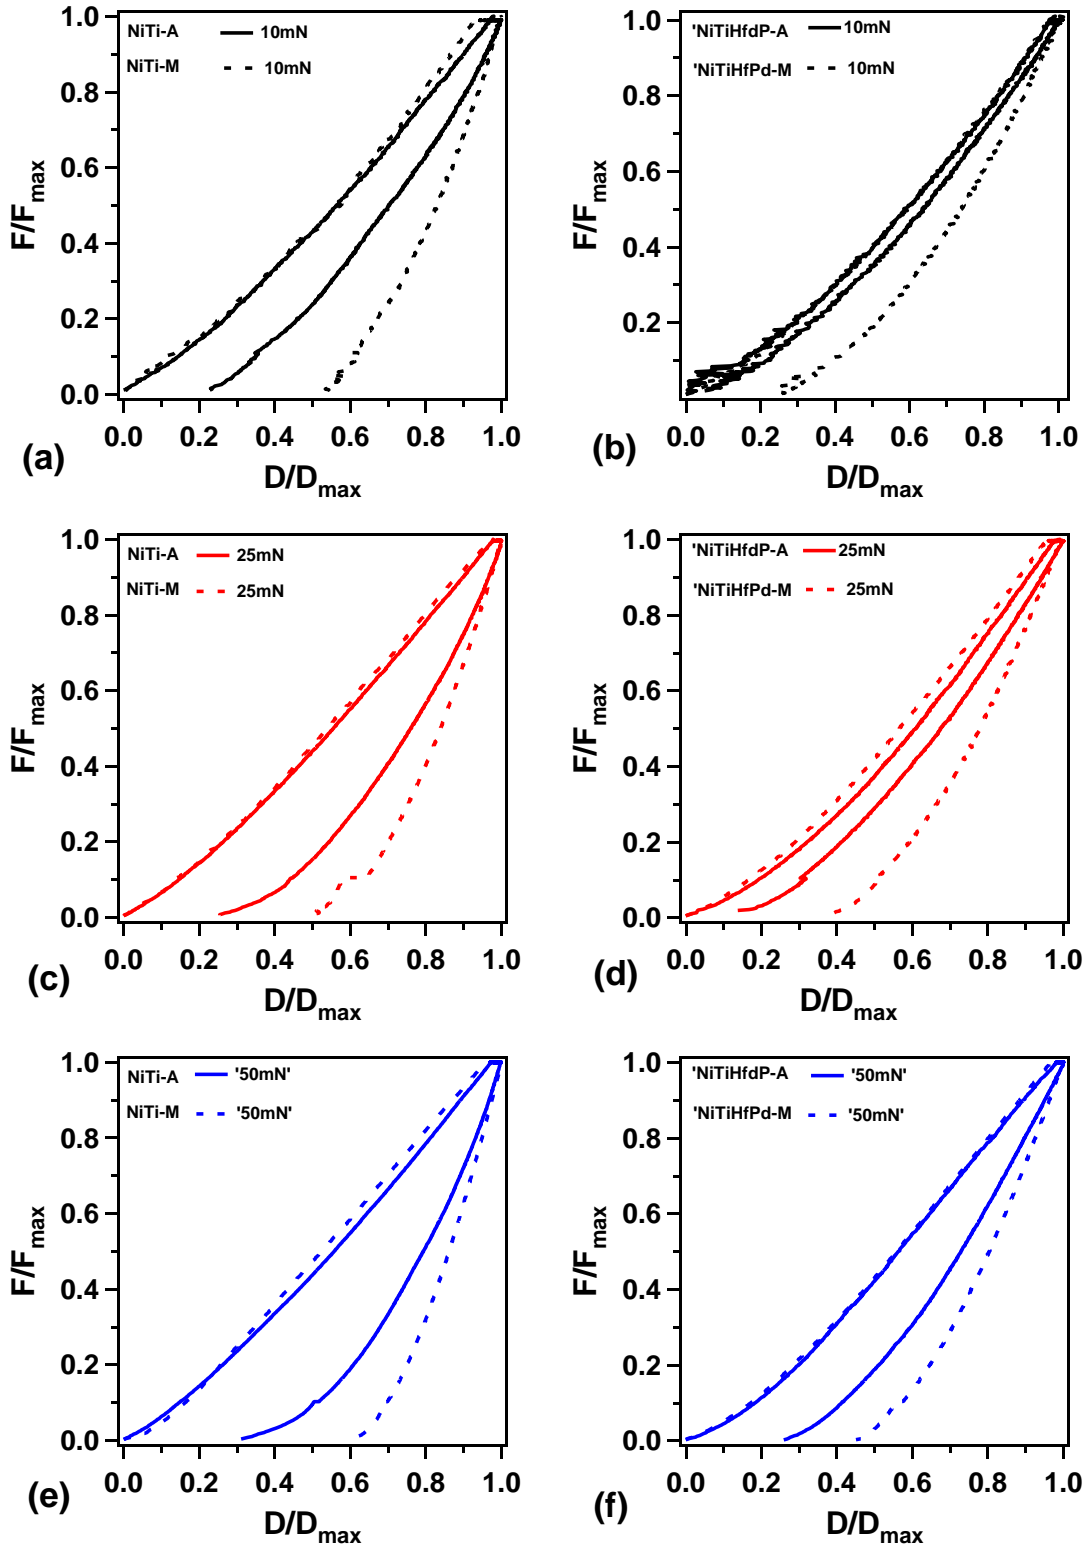 NiTi-A 10mN
NiTi-M 10mN
F/Fmax
1.0
0.8
0.6
0.4
0.2
0.0
0.0 0.2 0.4 0.6 0.8 1.0
(a)
D/Dmax
'NiTiHfdP-A 10mN
'NiTiHfPd-M 10mN
F/Fmax
1.0
0.8
0.6
0.4
0.2
0.0 0.2 0.4 0.6 0.8 1.0
(b)
D/Dmax
NiTi-A 25mN
NiTi-M 25mN
F/Fmax
1.0
0.8
0.6
0.4
0.2
0.0
0.0 0.2 0.4 0.6 0.8 1.0
(c)
D/Dmax
'NiTiHfdP-A 25mN
'NiTiHfPd-M 25mN
F/Fmax
1.0
0.8
0.6
0.4
0.2
0.0
0.0 0.2 0.4 0.6 0.8 1.0
(d)
D/Dmax
NiTi-A '50mN'
NiTi-M '50mN'
F/Fmax
1.0
0.8
0.6
0.4
0.2
0.0
0.0 0.2 0.4 0.6 0.8 1.0
(e)
D/Dmax
'NiTiHfdP-A '50mN'
'NiTiHfPd-M '50mN'
F/Fmax
1.0
0.8
0.6
0.4
0.2
0.0
0.0 0.2 0.4 0.6 0.8 1.0
(f)
D/Dmax